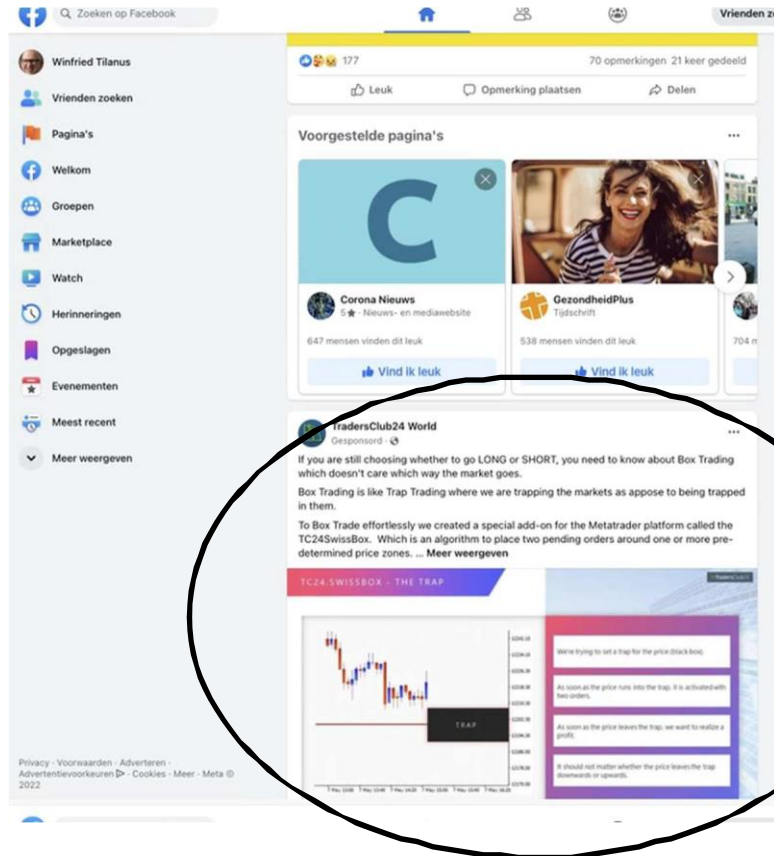 Zoeken op Facebook
Vrienden
Winfried Tilanus
Vrienden zoeken
Pagina's
Welkom
Groepen
Marketplace
Watch
Herinneringen
Opgeslagen
Evenementen
Meest recent
Meer weergeven
Privacy · Voorwaarden · Adverteren ·
Advertentievoorkeuren · Cookies · Meer · Meta ©
2022
177
70 opmerkingen 21 keer gedeeld
Leuk
Opmerking plaatsen
Delen
Voorgestelde pagina's
C
Corona Nieuws
5★ · Nieuws- en mediawebsite
647 mensen vinden dit leuk
Vind ik leuk
GezondheidPlus
Tijdschrift
538 mensen vinden dit leuk
Vind ik leuk
704
TradersClub24 World
Gesponsord ·
If you are still choosing whether to go LONG or SHORT, you need to know about Box Trading
which doesn't care which way the market goes.
Box Trading is like Trap Trading where we are trapping the markets as appose to being trapped
in them.
To Box Trade effortlessly we created a special add-on for the Metatrader platform called the
TC24SwissBox. Which is an algorithm to place two pending orders around one or more pre-
determined price zones. ... Meer weergeven
TC24.SWISSBOX - THE TRAP
TRAP
We're trying to set a trap for the price (black box).
As soon as the price runs into the trap, it is activated with
two orders.
As soon as the price leaves the trap, we want to realize a
profit.
It should not matter whether the price leaves the trap
downwards or upwards.